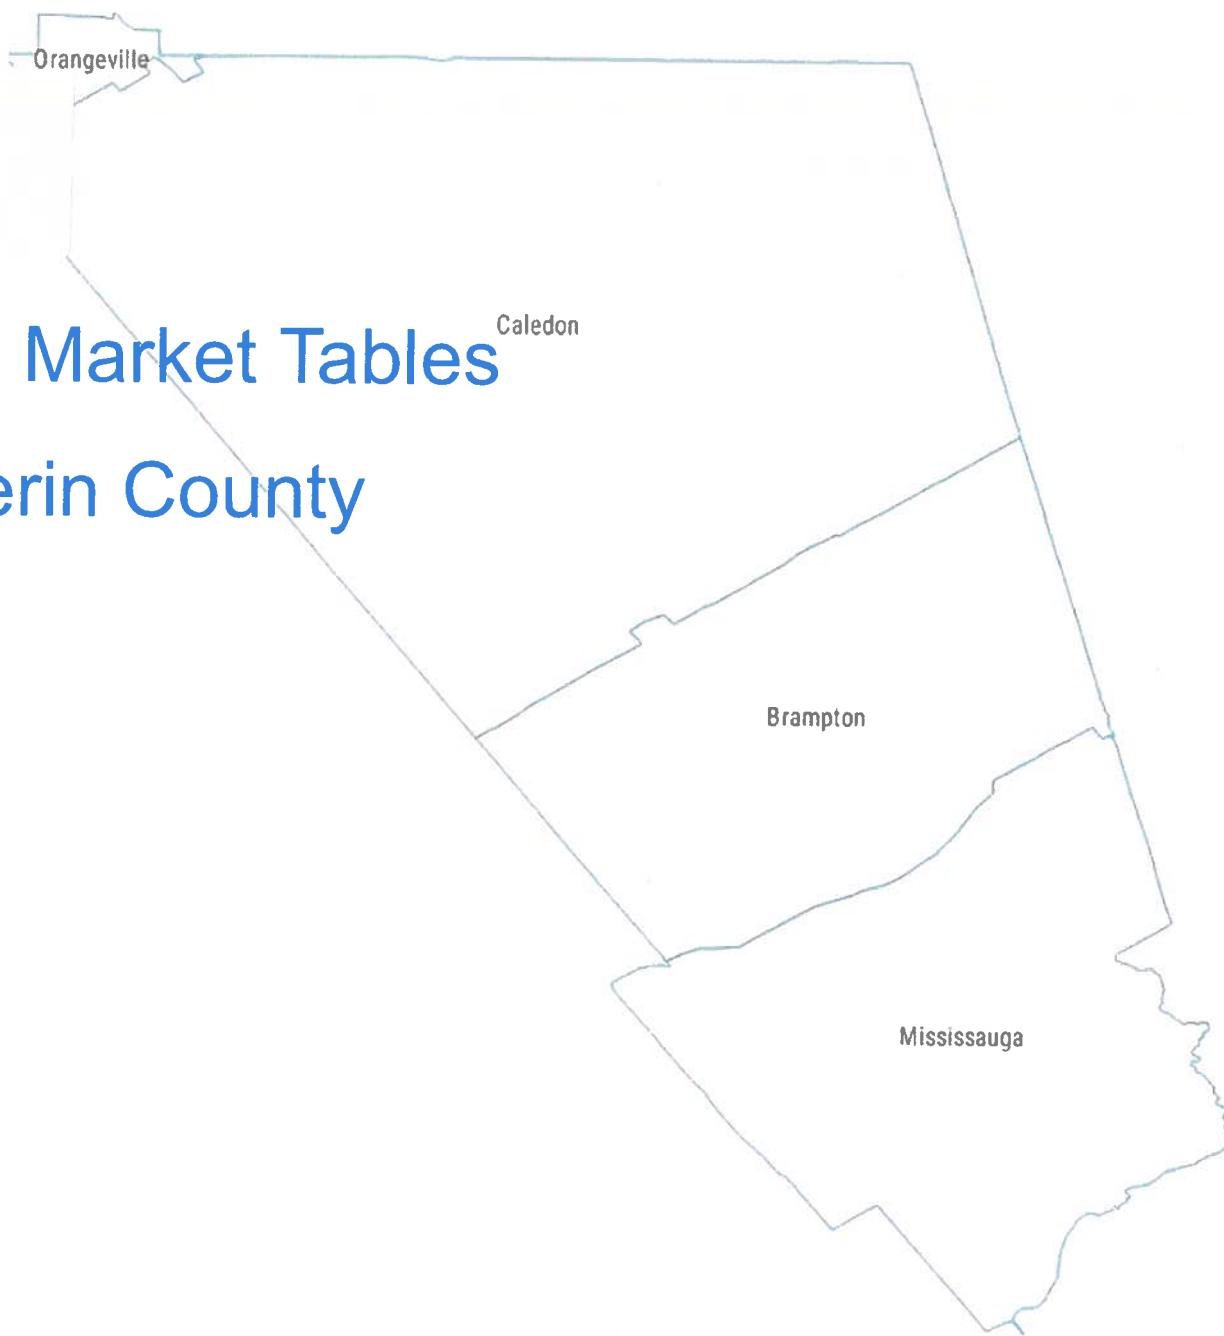 Orangeville
Caledon
Market Tables
erin County
Brampton
Mississauga